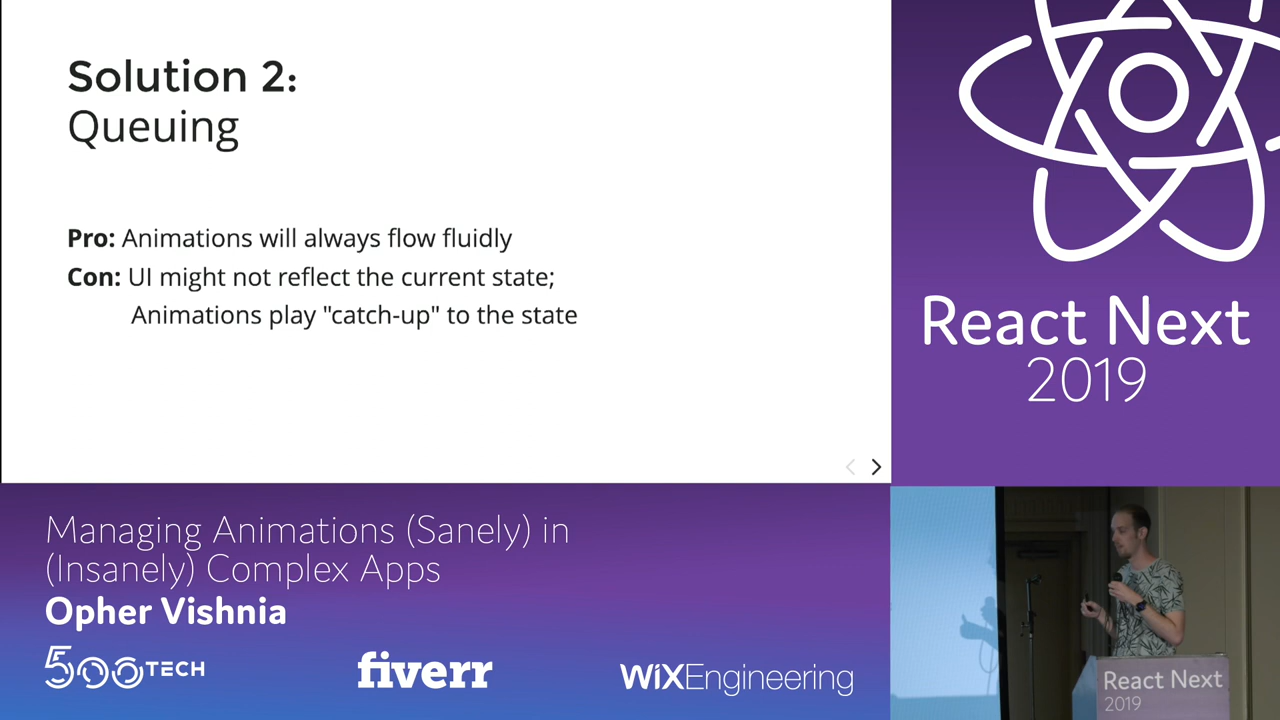 Solution 2:
Queuing
Pro: Animations will always flow fluidly
Con: UI might not reflect the current state;
Animations play "catch-up" to the state
React Next
2019
Managing Animations (Sanely) in
(Insanely) Complex Apps
Opher Vishnia
500TECH
fiverr
WiXEngineering
React Next
2019